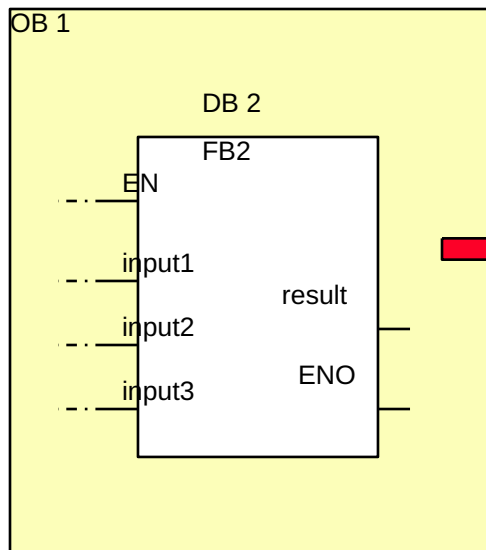 OB 1
DB 2
FB2
EN
input1
result
input2
ENO
input3